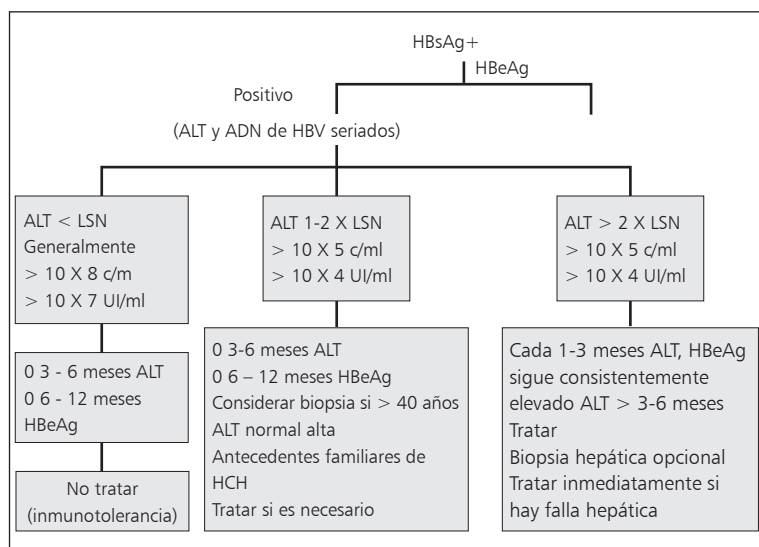 HBsAg+
HBeAg
Positivo
(ALT y ADN de HBV seriados)
ALT < LSN
Generalmente
> 10 X 8 c/m
> 10 X 7 UI/ml
ALT 1-2 X LSN
> 10 X 5 c/ml
> 10 X 4 UI/ml
ALT > 2 X LSN
> 10 X 5 c/ml
> 10 X 4 UI/ml
0 3 - 6 meses ALT
0 6 - 12 meses
HBeAg
0 3-6 meses ALT
0 6 – 12 meses HBeAg
Considerar biopsia si > 40 años
ALT normal alta
Antecedentes familiares de
HCH
Tratar si es necesario
Cada 1-3 meses ALT, HBeAg
sigue consistentemente
elevado ALT > 3-6 meses
Tratar
Biopsia hepática opcional
Tratar inmediatamente si
hay falla hepática
No tratar
(inmunotolerancia)